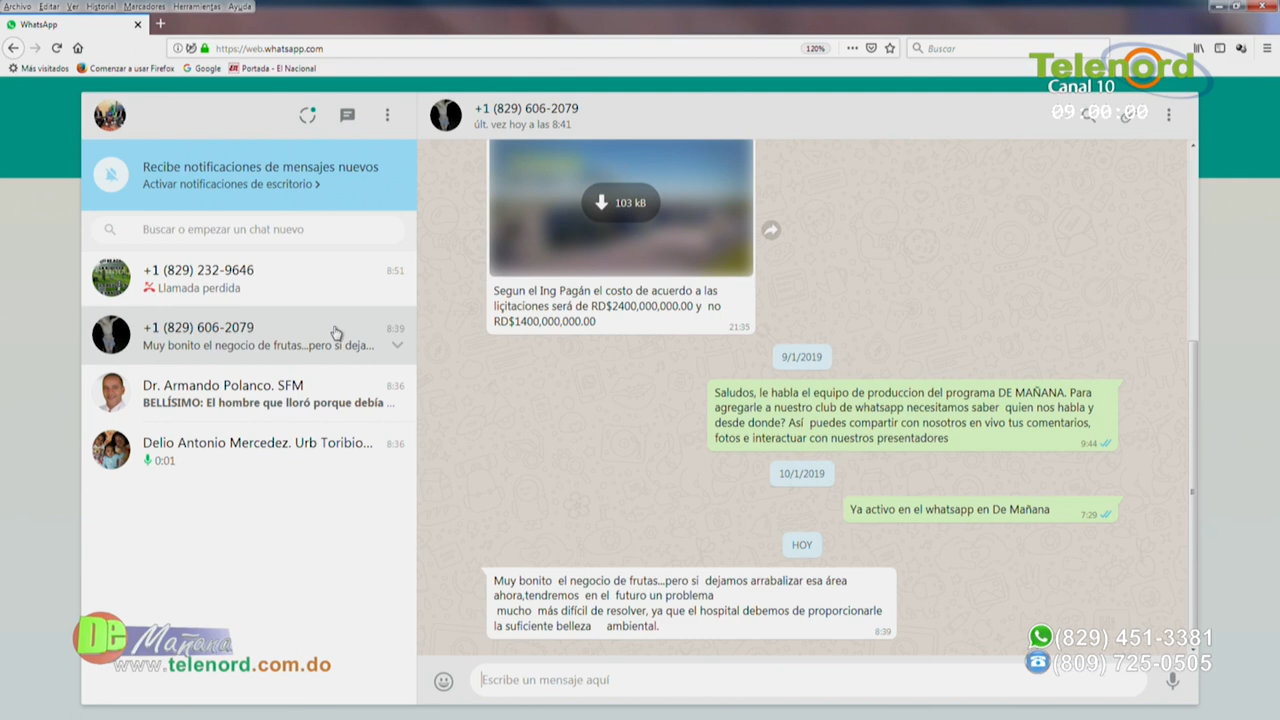 Archivo Editar Ver Historial Marcadores Herramientas Ayuda
WhatsApp
https://web.whatsapp.com
120%
Buscar
Más visitados
Comenzar a usar Firefox
Google
Portada - El Nacional
Telenord
Canal 10
09:00:00
+1 (829) 606-2079
últ. vez hoy a las 8:41
Recibe notificaciones de mensajes nuevos
Activar notificaciones de escritorio
Buscar o empezar un chat nuevo
+1 (829) 232-9646
8:51
Llamada perdida
+1 (829) 606-2079
8:39
Muy bonito el negocio de frutas...pero si deja...
Dr. Armando Polanco. SFM
8:36
BELLÍSIMO: El hombre que lloró porque debía ...
Delio Antonio Mercedez. Urb Toribio...
8:36
0:01
103 kB
Segun el Ing Pagán el costo de acuerdo a las
liçitaciones será de RD$2400,000,000.00 y no
RD$1400,000,000.00
21:35
9/1/2019
Saludos, le habla el equipo de produccion del programa DE MAÑANA. Para
agregarle a nuestro club de whatsapp necesitamos saber quien nos habla y
desde donde? Así puedes compartir con nosotros en vivo tus comentarios,
fotos e interactuar con nuestros presentadores
9:44
10/1/2019
Ya activo en el whatsapp en De Mañana
7:29
HOY
Muy bonito el negocio de frutas...pero si dejamos arrabalizar esa área
ahora,tendremos en el futuro un problema
mucho más difícil de resolver, ya que el hospital debemos de proporcionarle
la suficiente belleza ambiental.
8:39
Escribe un mensaje aquí
De Mañana
www.telenord.com.do
(829) 451-3381
(809) 725-0505